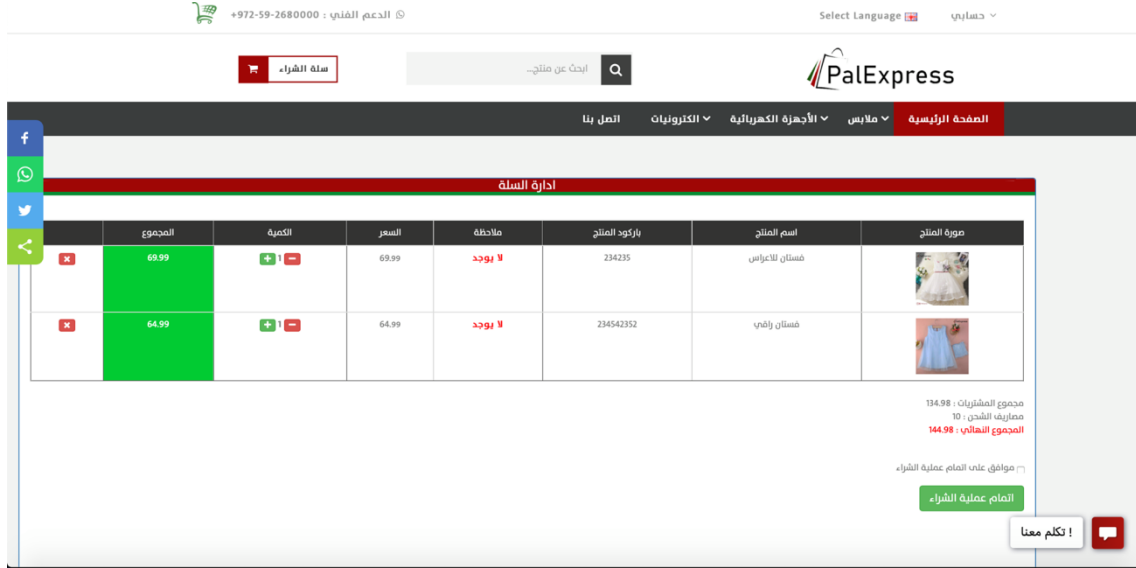 حسابي
Select Language
الدعم الفني : 972-59-2680000+
PalExpress
ابحث عن منتج...
سلة الشراء
الصفحة الرئيسية ملابس الأجهزة الكهربائية الكترونيات اتصل بنا
ادارة السلة
صورة المنتج اسم المنتج باركود المنتج ملاحظة السعر الكمية المجموع
فستان للاعراس 234235 لا يوجد 69.99 1 69.99
فستان راقي 234542352 لا يوجد 64.99 1 64.99
مجموع المشتريات : 134.98
مصاريف الشحن : 10
المجموع النهائي : 144.98
موافق على اتمام عملية الشراء
اتمام عملية الشراء
تكلم معنا !